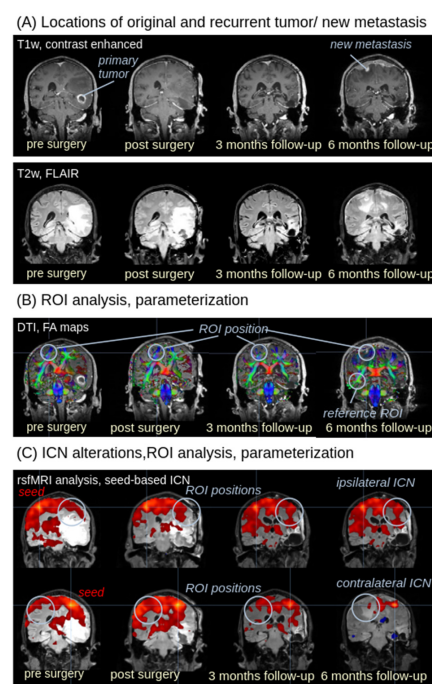 (A) Locations of original and recurrent tumor/ new metastasis
T1w, contrast enhanced
new metastasis
primary
tumor
pre surgery
post surgery
3 months follow-up
6 months follow-up
T2w, FLAIR
pre surgery
post surgery
3 months follow-up
6 months follow-up
(B) ROI analysis, parameterization
DTI, FA maps
ROI position
reference ROI
pre surgery
post surgery
3 months follow-up
6 months follow-up
(C) ICN alterations,ROI analysis, parameterization
rsfMRI analysis, seed-based ICN
seed
ROI positions
ipsilateral ICN
seed
ROI positions
contralateral ICN
pre surgery
post surgery
3 months follow-up
6 months follow-up